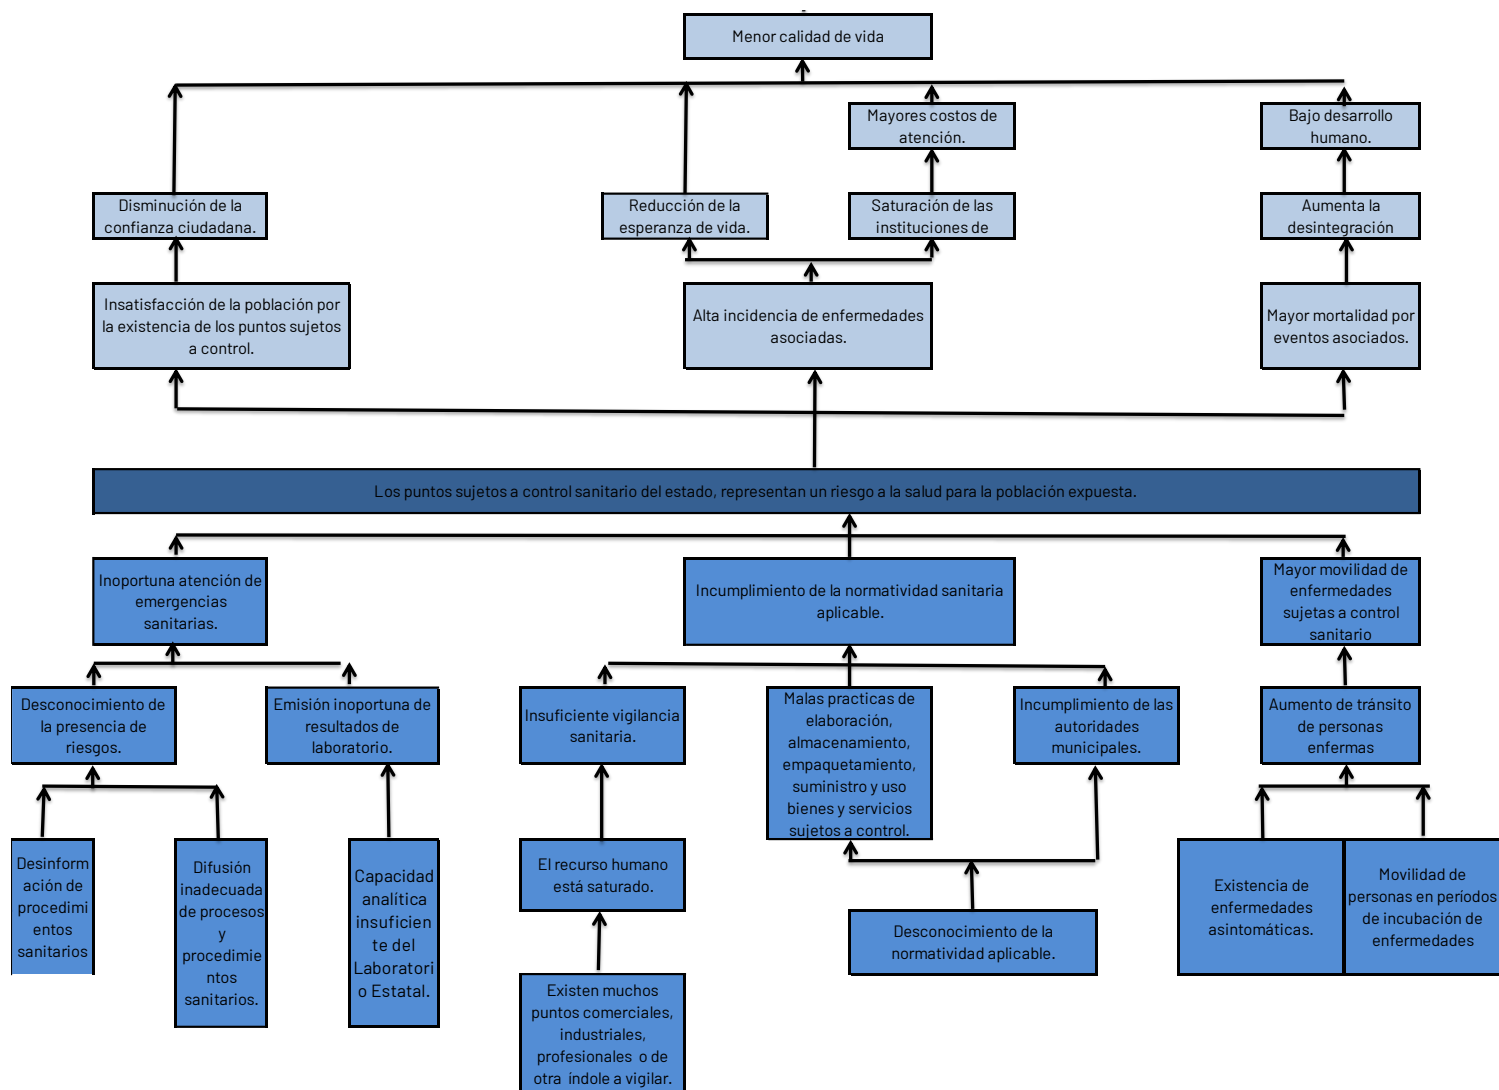 Menor calidad de vida
Mayores costos de
atención.
Bajo desarrollo
humano.
Disminución de la
confianza ciudadana.
Reducción de la
esperanza de vida.
Saturación de las
instituciones de
Aumenta la
desintegración
Insatisfacción de la población por
la existencia de los puntos sujetos
a control.
Alta incidencia de enfermedades
asociadas.
Mayor mortalidad por
eventos asociados.
Los puntos sujetos a control sanitario del estado, representan un riesgo a la salud para la población expuesta.
Inoportuna atención de
emergencias
sanitarias.
Incumplimiento de la normatividad sanitaria
aplicable.
Mayor movilidad de
enfermedades
sujetas a control
sanitario
Desconocimiento de
la presencia de
riesgos.
Emisión inoportuna de
resultados de
laboratorio.
Insuficiente vigilancia
sanitaria.
Malas practicas de
elaboración,
almacenamiento,
empaquetamiento,
suministro y uso
bienes y servicios
sujetos a control.
Incumplimiento de las
autoridades
municipales.
Aumento de tránsito
de personas
enfermas
Desinform
ación de
procedimi
entos
sanitarios
Difusión
inadecuada
de procesos
y
procedimie
ntos
sanitarios.
Capacidad
analítica
insuficien
te del
Laboratori
o Estatal.
El recurso humano
está saturado.
Desconocimiento de la
normatividad aplicable.
Existencia de
enfermedades
asintomáticas.
Movilidad de
personas en períodos
de incubación de
enfermedades
Existen muchos
puntos comerciales,
industriales,
profesionales o de
otra índole a vigilar.